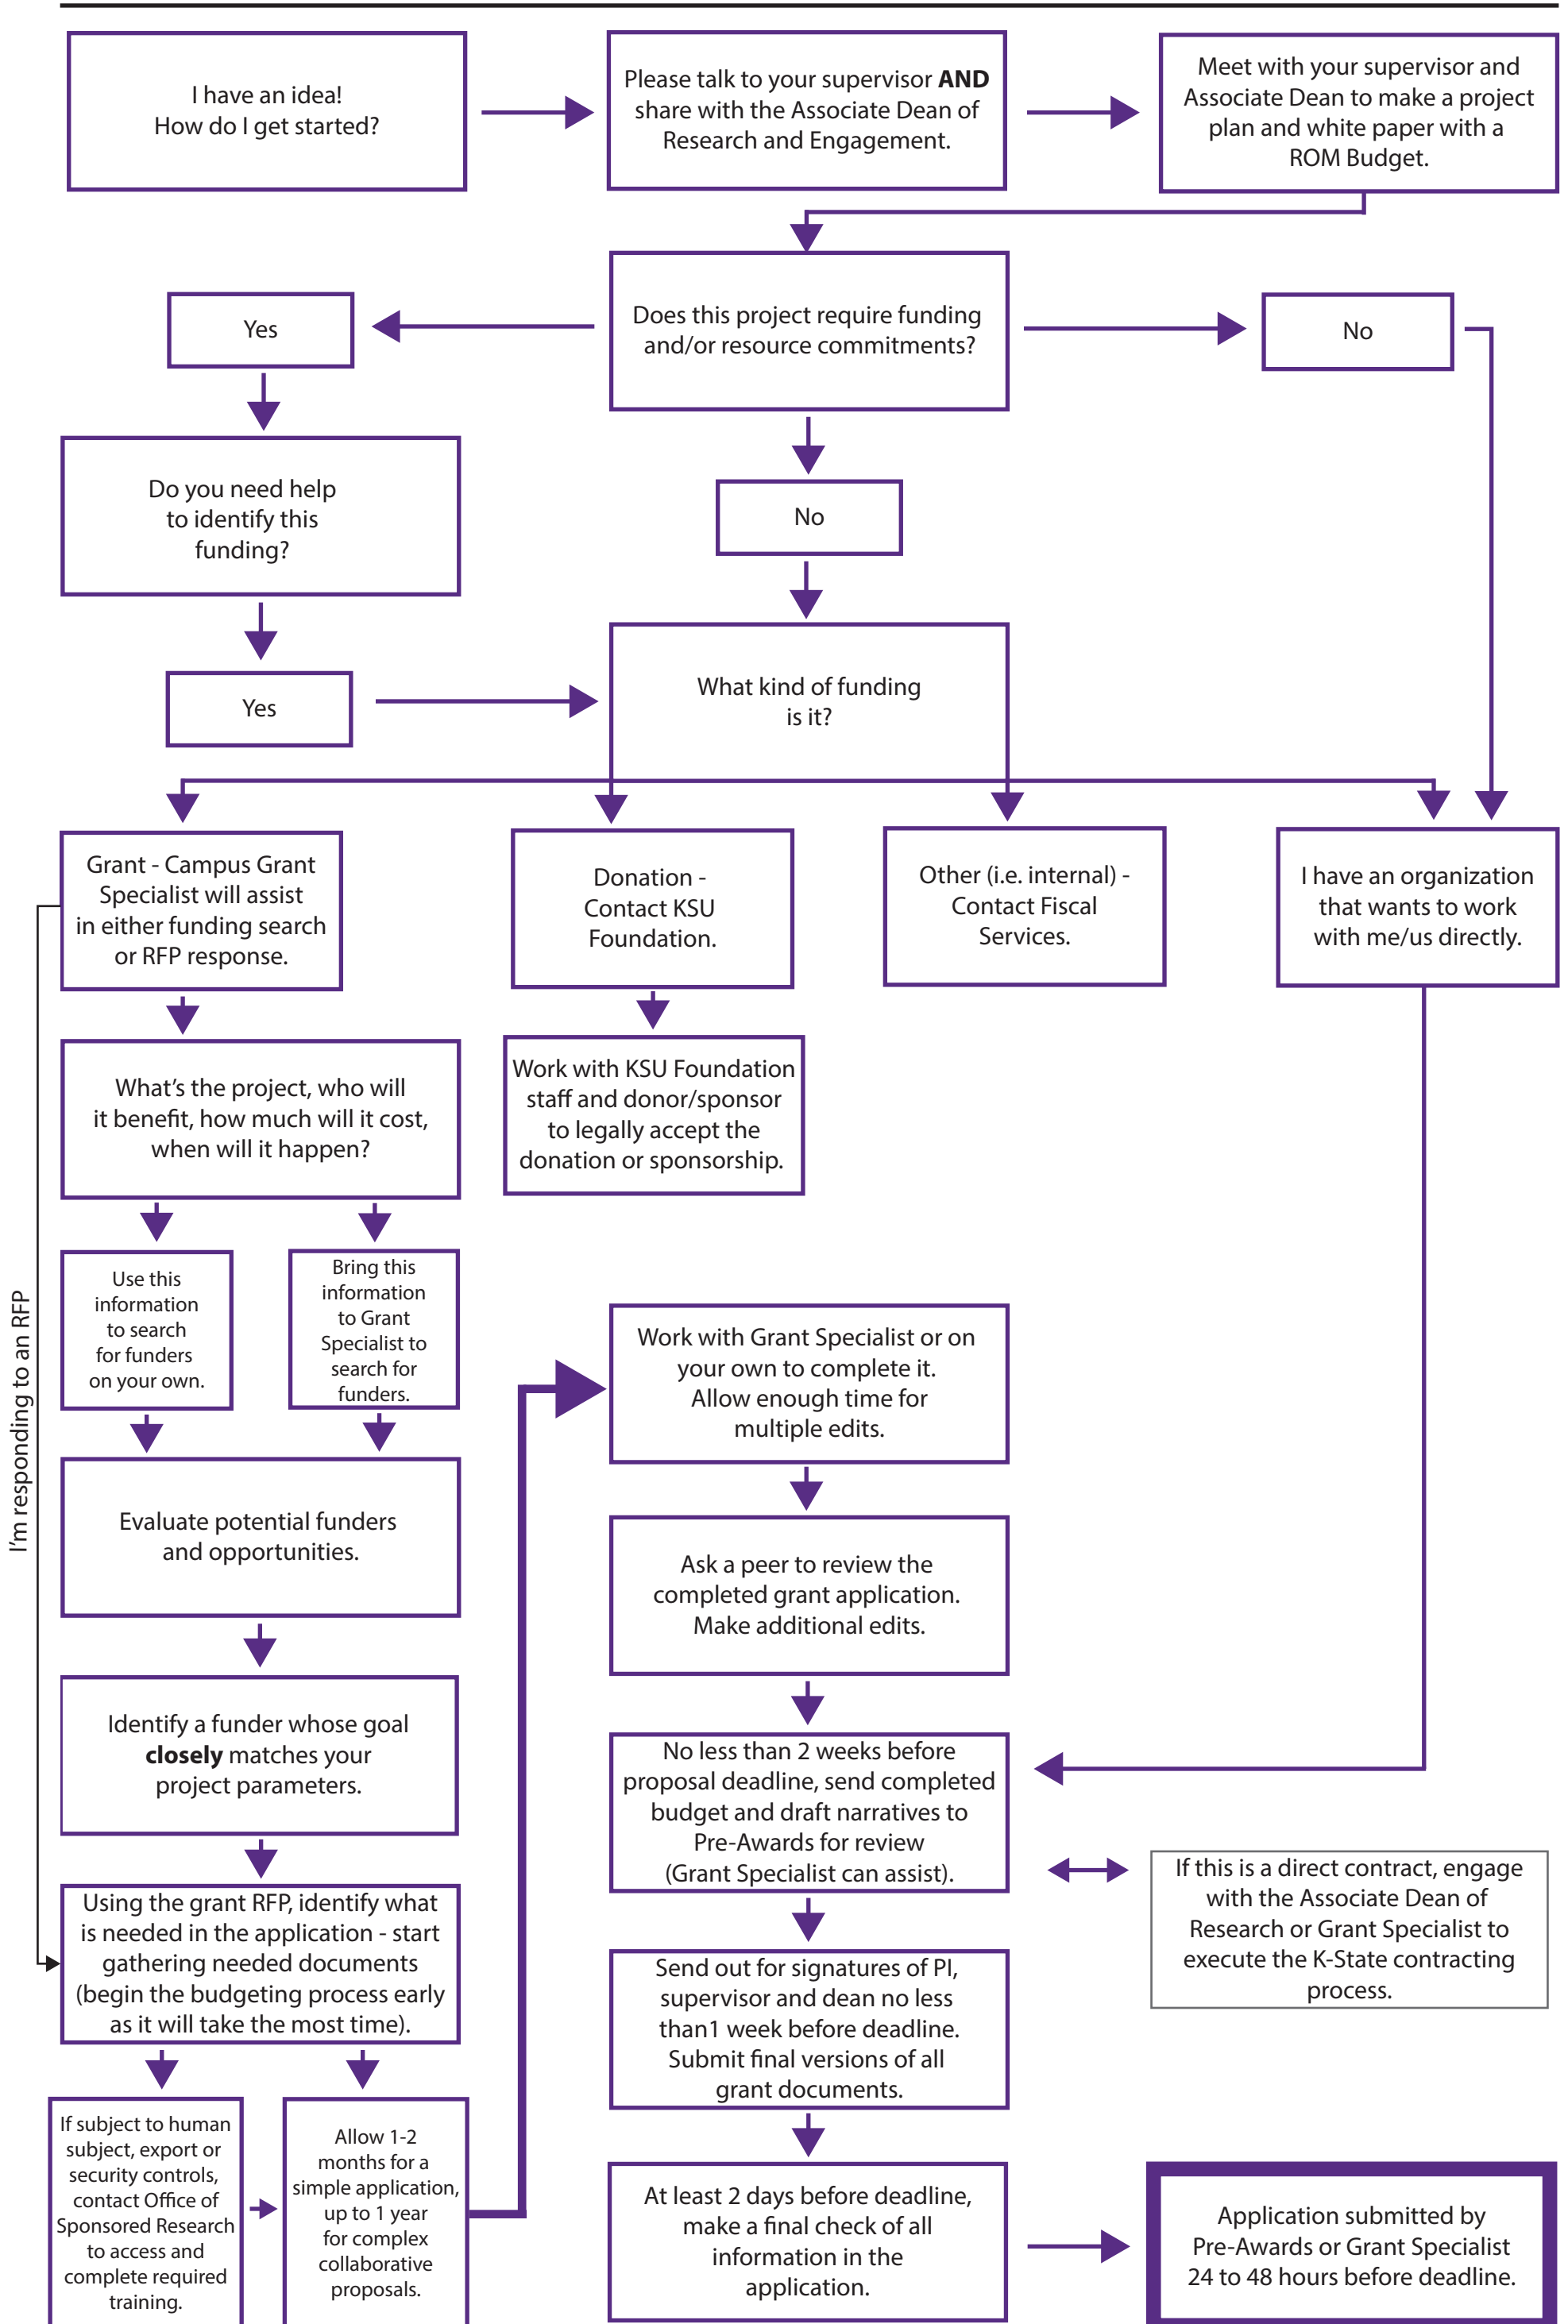 I have an idea!
How do I get started?
Please talk to your supervisor AND
share with the Associate Dean of
Research and Engagement.
Meet with your supervisor and
Associate Dean to make a project
plan and white paper with a
ROM Budget.
Yes
Does this project require funding
and/or resource commitments?
No
Do you need help
to identify this
funding?
No
Yes
What kind of funding
is it?
Grant - Campus Grant
Specialist will assist
in either funding search
or RFP response.
Donation -
Contact KSU
Foundation.
Other (i.e. internal) -
Contact Fiscal
Services.
I have an organization
that wants to work
with me/us directly.
What's the project, who will
it benefit, how much will it cost,
when will it happen?
Work with KSU Foundation
staff and donor/sponsor
to legally accept the
donation or sponsorship.
I'm responding to an RFP
Use this
information
to search
for funders
on your own.
Bring this
information
to Grant
Specialist to
search for
funders.
Evaluate potential funders
and opportunities.
Identify a funder whose goal
closely matches your
project parameters.
Using the grant RFP, identify what
is needed in the application - start
gathering needed documents
(begin the budgeting process early
as it will take the most time).
If subject to human
subject, export or
security controls,
contact Office of
Sponsored Research
to access and
complete required
training.
Allow 1-2
months for a
simple application,
up to 1 year
for complex
collaborative
proposals.
Work with Grant Specialist or on
your own to complete it.
Allow enough time for
multiple edits.
Ask a peer to review the
completed grant application.
Make additional edits.
No less than 2 weeks before
proposal deadline, send completed
budget and draft narratives to
Pre-Awards for review
(Grant Specialist can assist).
If this is a direct contract, engage
with the Associate Dean of
Research or Grant Specialist to
execute the K-State contracting
process.
Send out for signatures of PI,
supervisor and dean no less
than1 week before deadline.
Submit final versions of all
grant documents.
At least 2 days before deadline,
make a final check of all
information in the
application.
Application submitted by
Pre-Awards or Grant Specialist
24 to 48 hours before deadline.